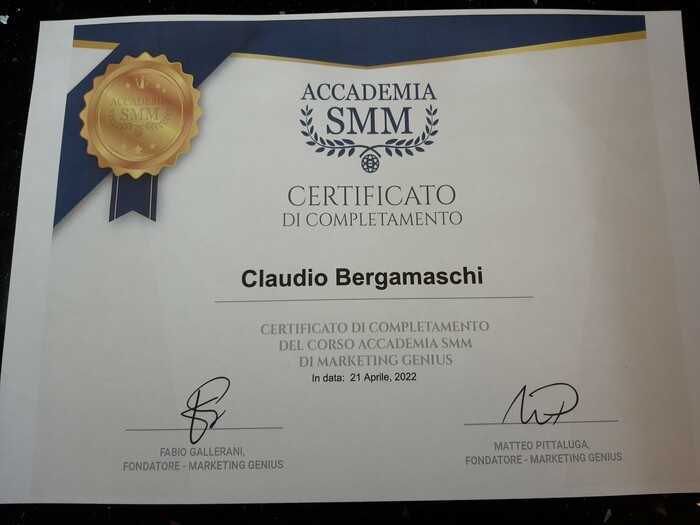 ACCADEMIA
SMM
ACCADEMIA
SMM
CERTIFICATO
DI COMPLETAMENTO
Claudio Bergamaschi
CERTIFICATO DI COMPLETAMENTO
DEL CORSO ACCADEMIA SMM
DI MARKETING GENIUS
In data: 21 Aprile, 2022
FABIO GALLERANI,
FONDATORE - MARKETING GENIUS
MATTEO PITTALUGA,
FONDATORE - MARKETING GENIUS